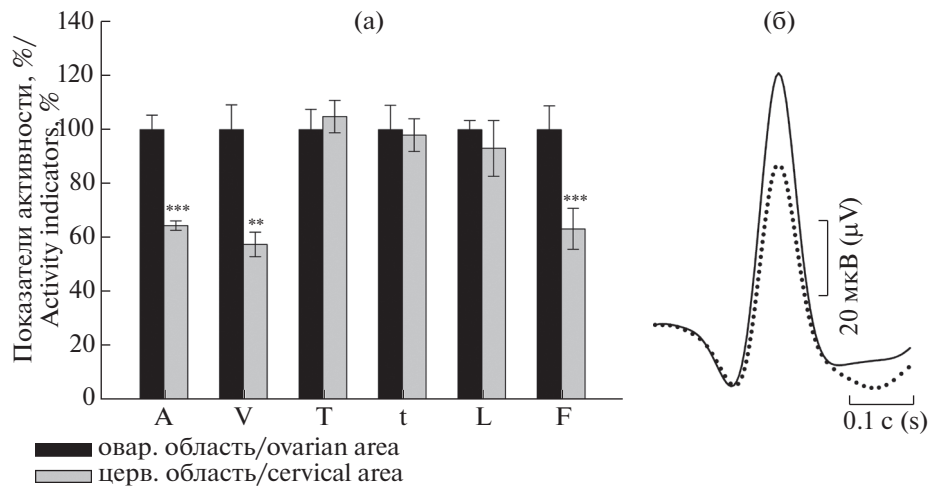 (а)
(б)
Показатели активности, %/
Activity indicators, %
140
120
100
80
60
40
20
0
***
**
***
A
V
T
t
L
F
20 мкВ (μV)
0.1 с (s)
овар. область/ovarian area
церв. область/cervical area